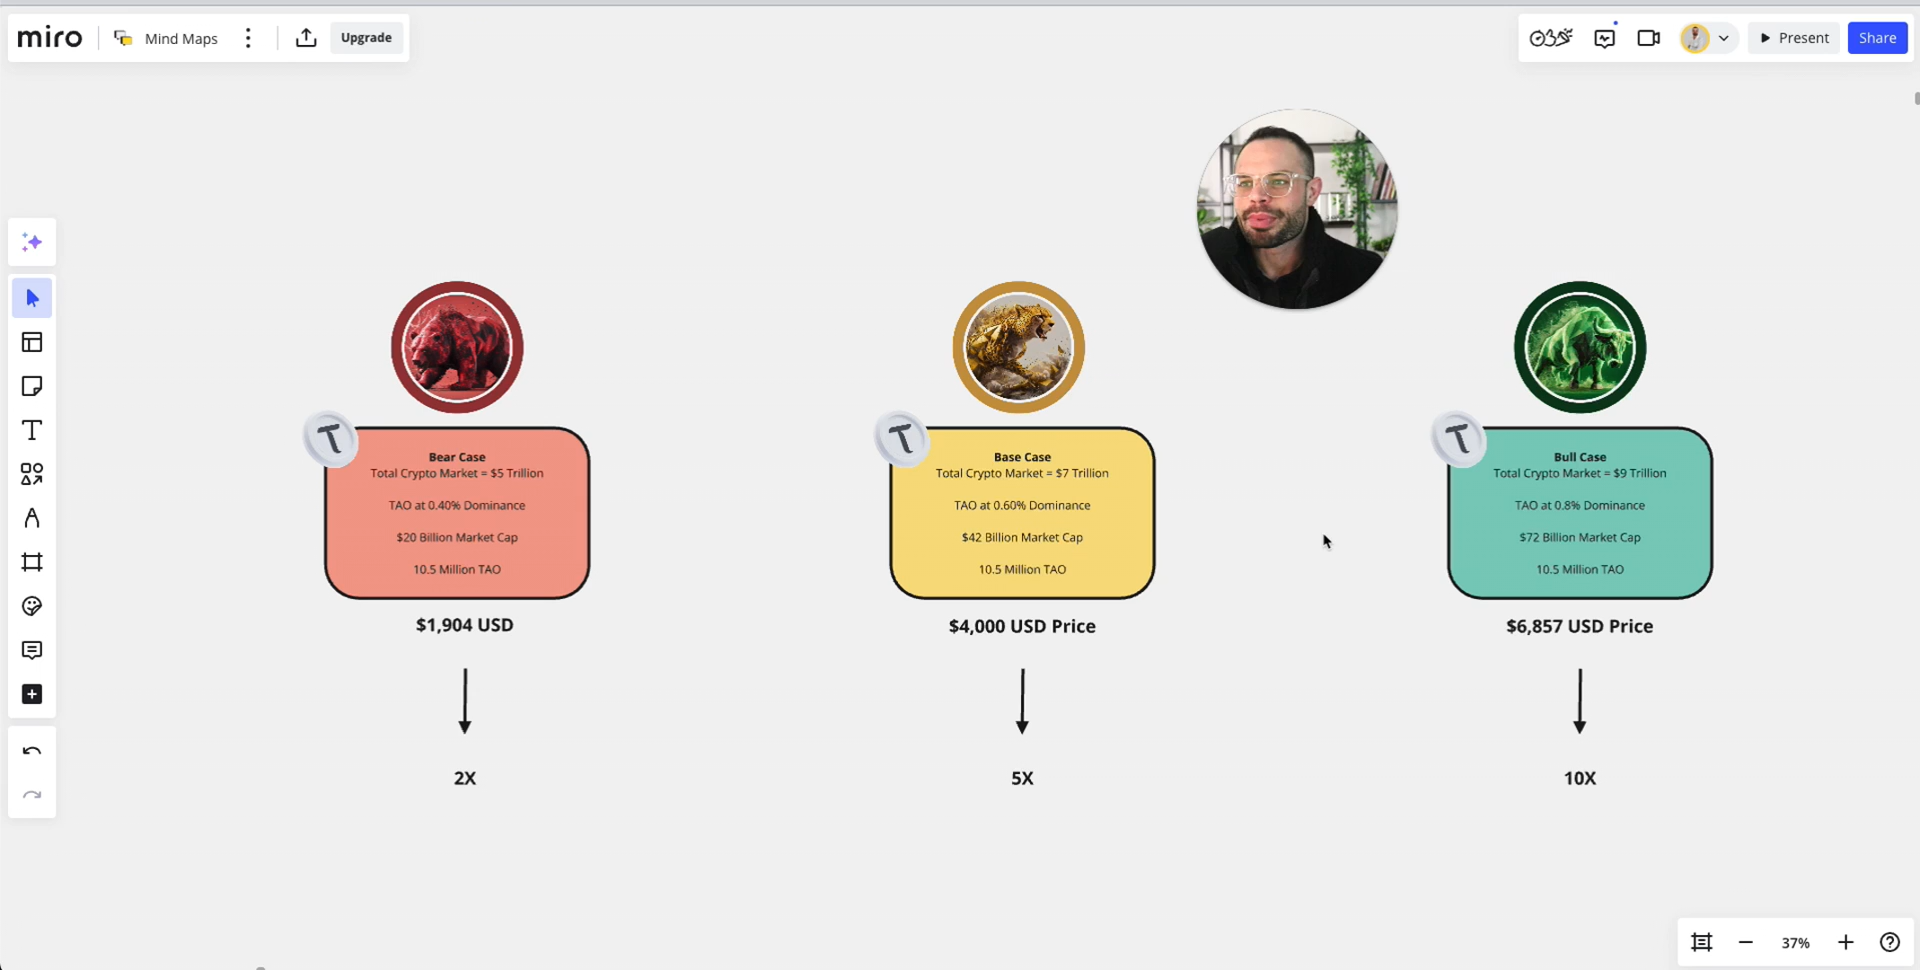 miro
Mind Maps
Upgrade
Present
Share
Bear Case
Total Crypto Market = $5 Trillion
TAO at 0.40% Dominance
$20 Billion Market Cap
10.5 Million TAO
$1,904 USD
2X
Base Case
Total Crypto Market = $7 Trillion
TAO at 0.60% Dominance
$42 Billion Market Cap
10.5 Million TAO
$4,000 USD Price
5X
Bull Case
Total Crypto Market = $9 Trillion
TAO at 0.8% Dominance
$72 Billion Market Cap
10.5 Million TAO
$6,857 USD Price
10X
37%